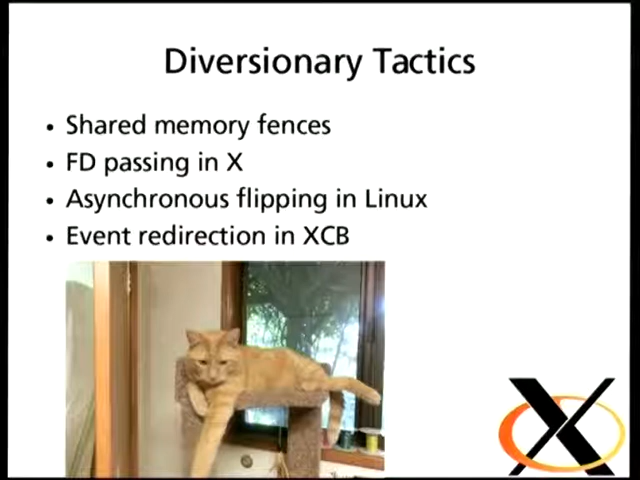 Diversionary Tactics
• Shared memory fences
• FD passing in X
• Asynchronous flipping in Linux
• Event redirection in XCB